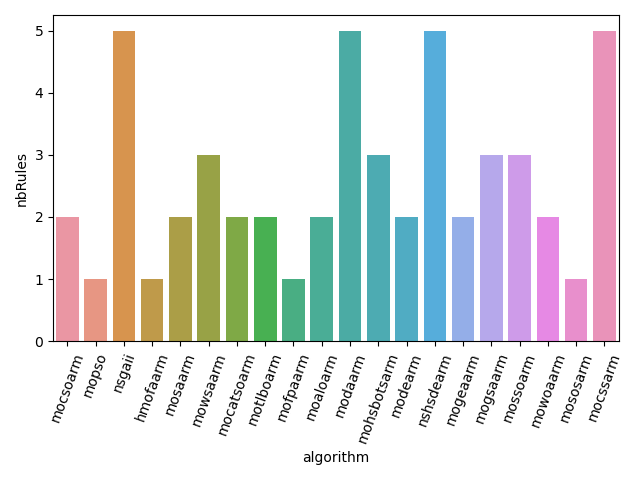 nbRules
5
4
3
2
1
0
mocsoarm
mopso
nsgaii
hmofaarm
mosaarm
mowsaarm
mocatsoarm
motlboarm
mofpaarm
moaloarm
modaarm
mohsbotsarm
modearm
nshsdearm
mogeaarm
mogsaarm
mossoarm
mowoaarm
mososarm
mocssarm
algorithm